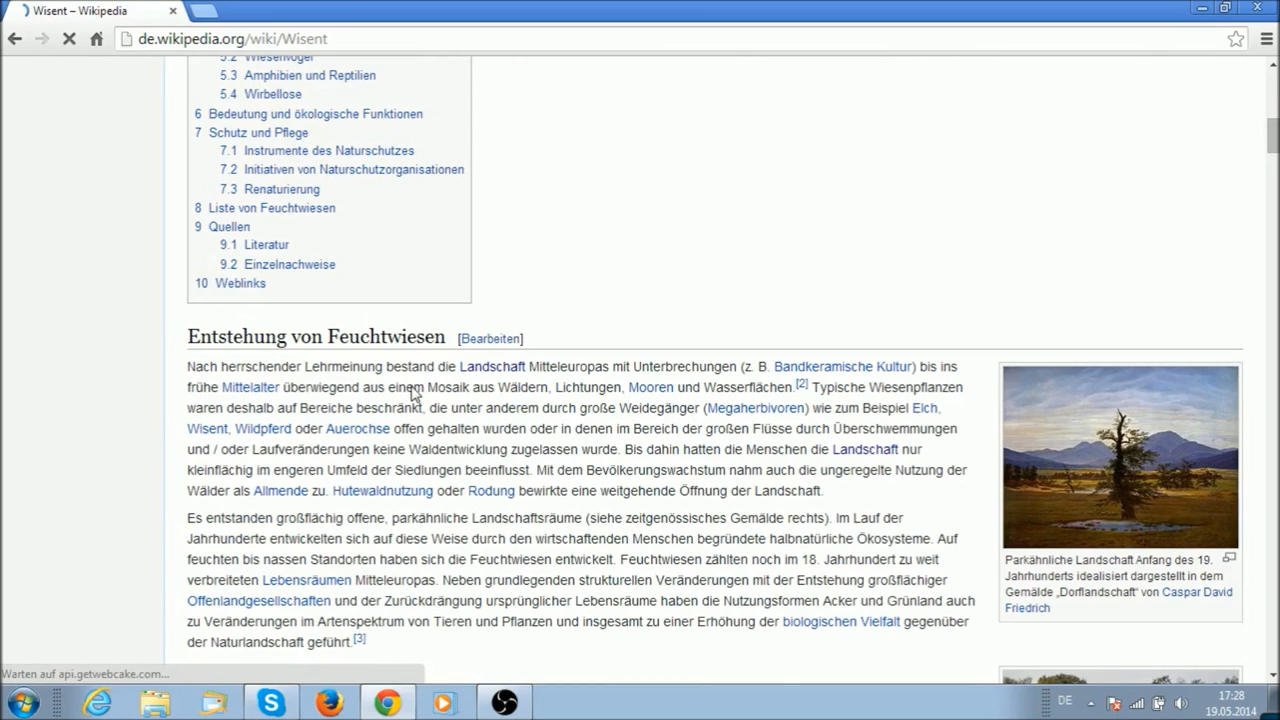 Wisent – Wikipedia
de.wikipedia.org/wiki/Wisent
5.2 Wiesenvögel
5.3 Amphibien und Reptilien
5.4 Wirbellose
6 Bedeutung und ökologische Funktionen
7 Schutz und Pflege
7.1 Instrumente des Naturschutzes
7.2 Initiativen von Naturschutzorganisationen
7.3 Renaturierung
8 Liste von Feuchtwiesen
9 Quellen
9.1 Literatur
9.2 Einzelnachweise
10 Weblinks
Entstehung von Feuchtwiesen [Bearbeiten]
Nach herrschender Lehrmeinung bestand die Landschaft Mitteleuropas mit Unterbrechungen (z. B. Bandkeramische Kultur) bis ins
frühe Mittelalter überwiegend aus einem Mosaik aus Wäldern, Lichtungen, Mooren und Wasserflächen.[2] Typische Wiesenpflanzen
waren deshalb auf Bereiche beschränkt, die unter anderem durch große Weidegänger (Megaherbivoren) wie zum Beispiel Elch,
Wisent, Wildpferd oder Auerochse offen gehalten wurden oder in denen im Bereich der großen Flüsse durch Überschwemmungen
und / oder Laufveränderungen keine Waldentwicklung zugelassen wurde. Bis dahin hatten die Menschen die Landschaft nur
kleinflächig im engeren Umfeld der Siedlungen beeinflusst. Mit dem Bevölkerungswachstum nahm auch die ungeregelte Nutzung der
Wälder als Allmende zu. Hutewaldnutzung oder Rodung bewirkte eine weitgehende Öffnung der Landschaft.
Es entstanden großflächig offene, parkähnliche Landschaftsräume (siehe zeitgenössisches Gemälde rechts). Im Lauf der
Jahrhunderte entwickelten sich auf diese Weise durch den wirtschaftenden Menschen begründete halbnatürliche Ökosysteme. Auf
feuchten bis nassen Standorten haben sich die Feuchtwiesen entwickelt. Feuchtwiesen zählten noch im 18. Jahrhundert zu weit
verbreiteten Lebensräumen Mitteleuropas. Neben grundlegenden strukturellen Veränderungen mit der Entstehung großflächiger
Offenlandgesellschaften und der Zurückdrängung ursprünglicher Lebensräume haben die Nutzungsformen Acker und Grünland auch
zu Veränderungen im Artenspektrum von Tieren und Pflanzen und insgesamt zu einer Erhöhung der biologischen Vielfalt gegenüber
der Naturlandschaft geführt.[3]
Parkähnliche Landschaft Anfang des 19.
Jahrhunderts idealisiert dargestellt in dem
Gemälde „Dorflandschaft“ von Caspar David
Friedrich
Warten auf api.getwebcake.com...
DE
17:28
19.05.2014